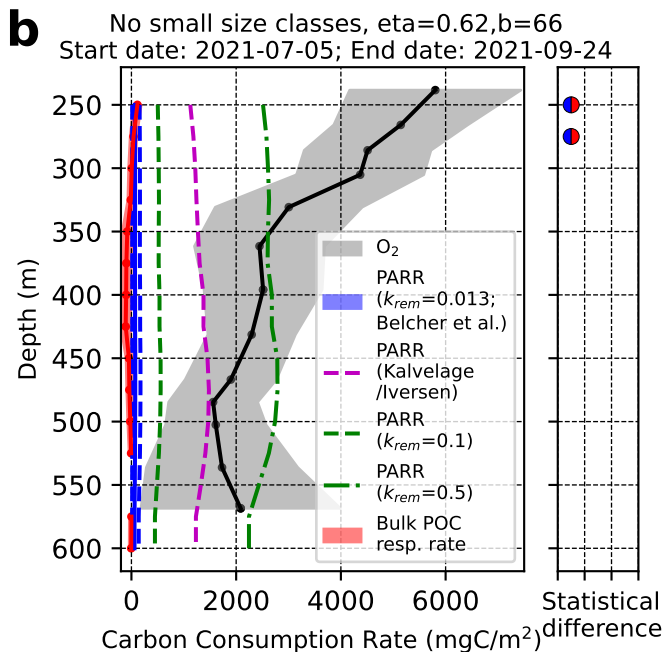 b
No small size classes, eta=0.62,b=66
Start date: 2021-07-05; End date: 2021-09-24
250
300
350
400
450
500
550
600
Depth (m)
O2
PARR
(krem=0.013;
Belcher et al.)
PARR
(Kalvelage
/Iversen)
PARR
(krem=0.1)
PARR
(krem=0.5)
Bulk POC
resp. rate
0 2000 4000 6000
Carbon Consumption Rate (mgC/m²)
Statistical
difference